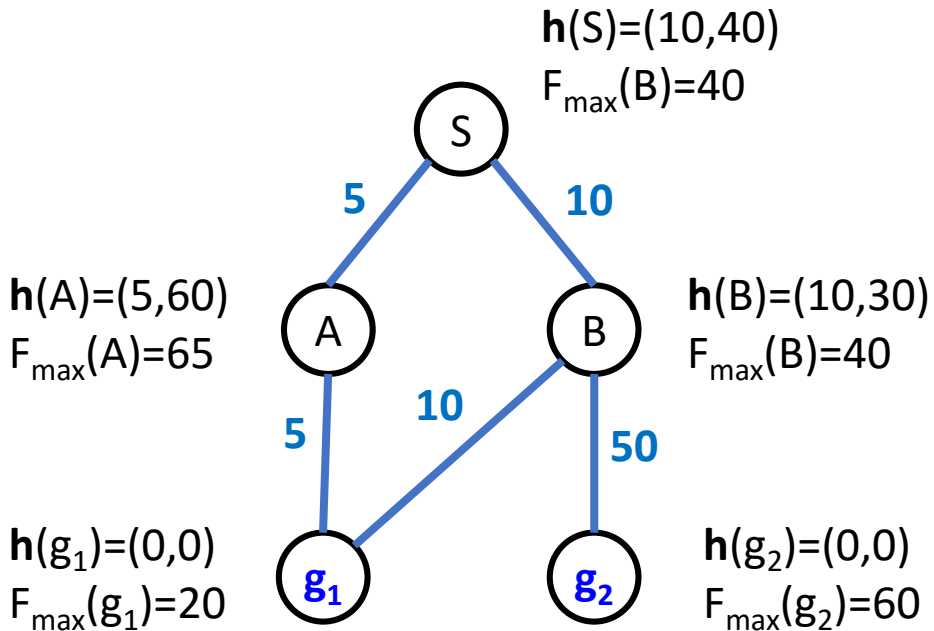 h(S)=(10,40)
Fmax(B)=40
S
5
10
h(A)=(5,60)
Fmax(A)=65
A
B
h(B)=(10,30)
Fmax(B)=40
5
10
50
h(g1)=(0,0)
Fmax(g1)=20
g1
g2
h(g2)=(0,0)
Fmax(g2)=60